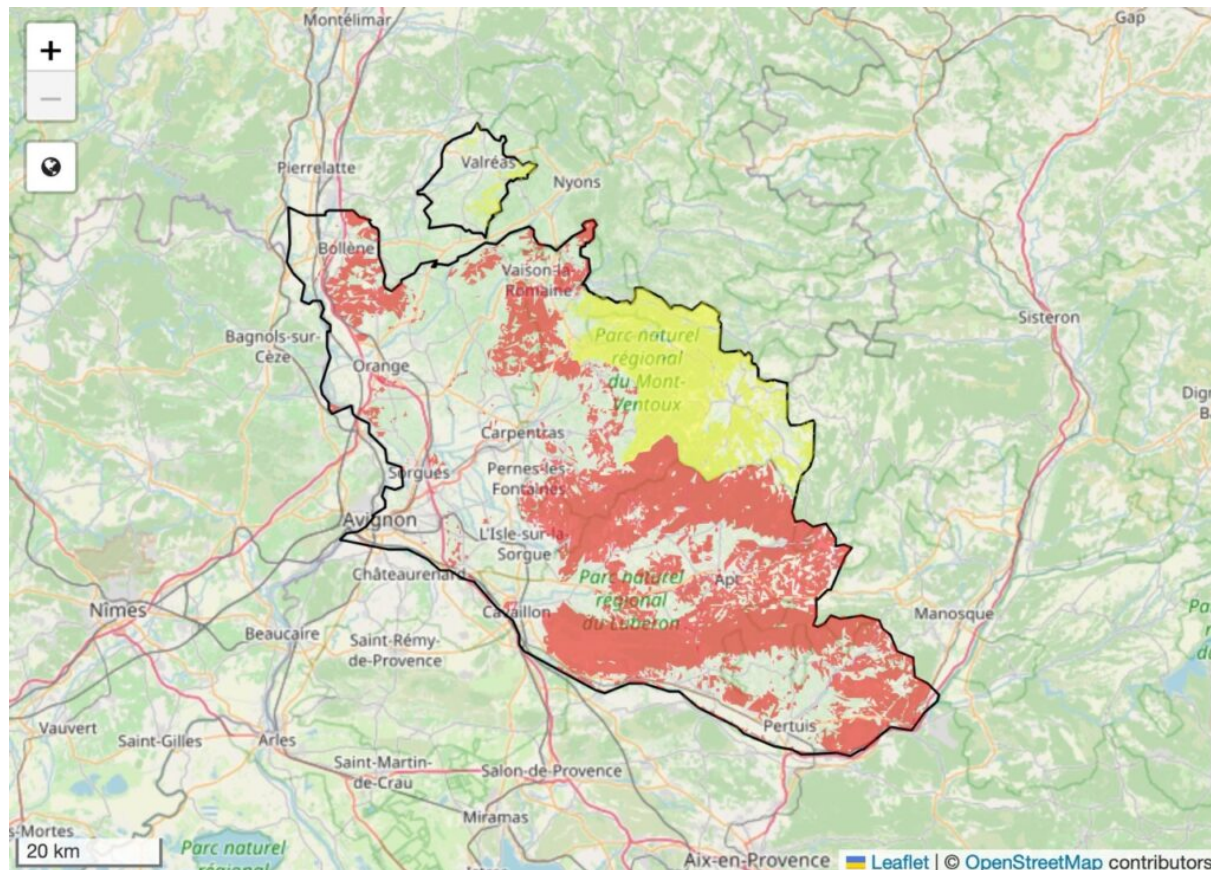 Montélimar
Gap
+
−
Pierrelatte
Valréas
Nyons
Bollène
Vaison-la-
Romaine
Sisteron
Bagnols-sur-
Cèze
Parc naturel
régional
du Mont-
Ventoux
Orange
Carpentras
Sorgues
Pernes-les-
Fontaines
Avignon
L'Isle-sur-la-
Sorgue
Châteaurenard
Parc naturel
régional
du Luberon
Apt
Nîmes
Cavaillon
Manosque
Beaucaire
Saint-Rémy-
de-Provence
Vauvert
Saint-Gilles
Arles
Pertuis
Saint-Martin-
de-Crau
Salon-de-Provence
Miramas
s-Mortes
20 km
Parc naturel
régional
Aix-en-Provence
Leaflet | © OpenStreetMap contributors